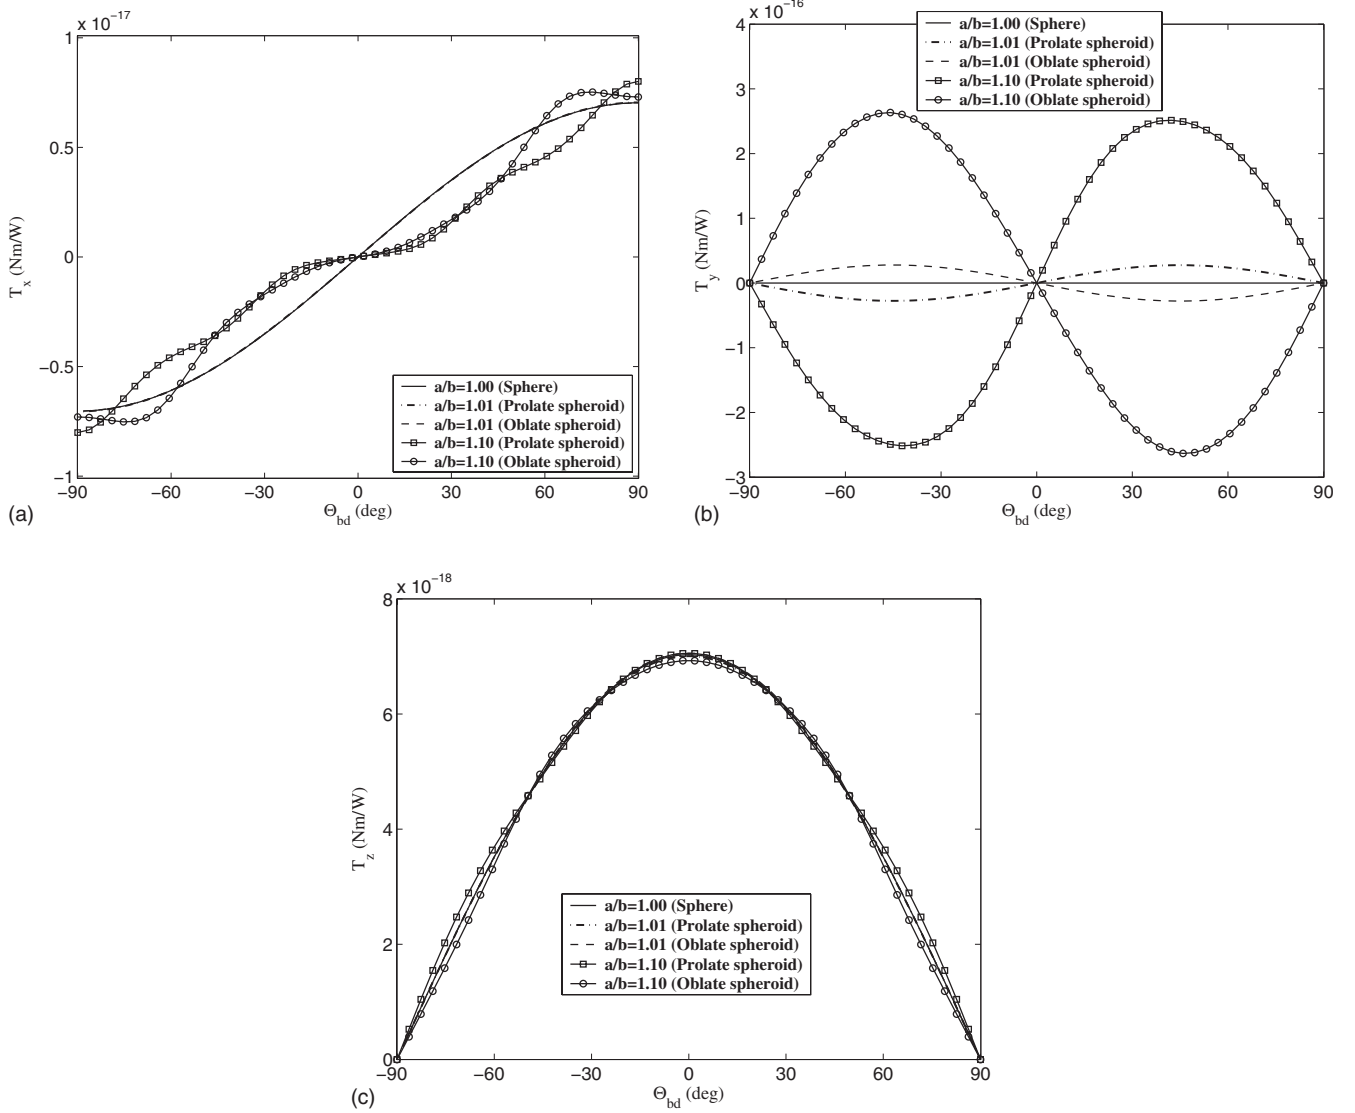 x 10⁻¹⁷
1
0.5
0
−0.5
−1
T_x (Nm/W)
a/b=1.00 (Sphere)
a/b=1.01 (Prolate spheroid)
a/b=1.01 (Oblate spheroid)
a/b=1.10 (Prolate spheroid)
a/b=1.10 (Oblate spheroid)
−90 −60 −30 0 30 60 90
Θ_bd (deg)
(a)
x 10⁻¹⁶
4
3
2
1
0
−1
−2
−3
T_y (Nm/W)
a/b=1.00 (Sphere)
a/b=1.01 (Prolate spheroid)
a/b=1.01 (Oblate spheroid)
a/b=1.10 (Prolate spheroid)
a/b=1.10 (Oblate spheroid)
−90 −60 −30 0 30 60 90
Θ_bd (deg)
(b)
x 10⁻¹⁸
8
6
4
2
0
T_z (Nm/W)
a/b=1.00 (Sphere)
a/b=1.01 (Prolate spheroid)
a/b=1.01 (Oblate spheroid)
a/b=1.10 (Prolate spheroid)
a/b=1.10 (Oblate spheroid)
−90 −60 −30 0 30 60 90
Θ_bd (deg)
(c)